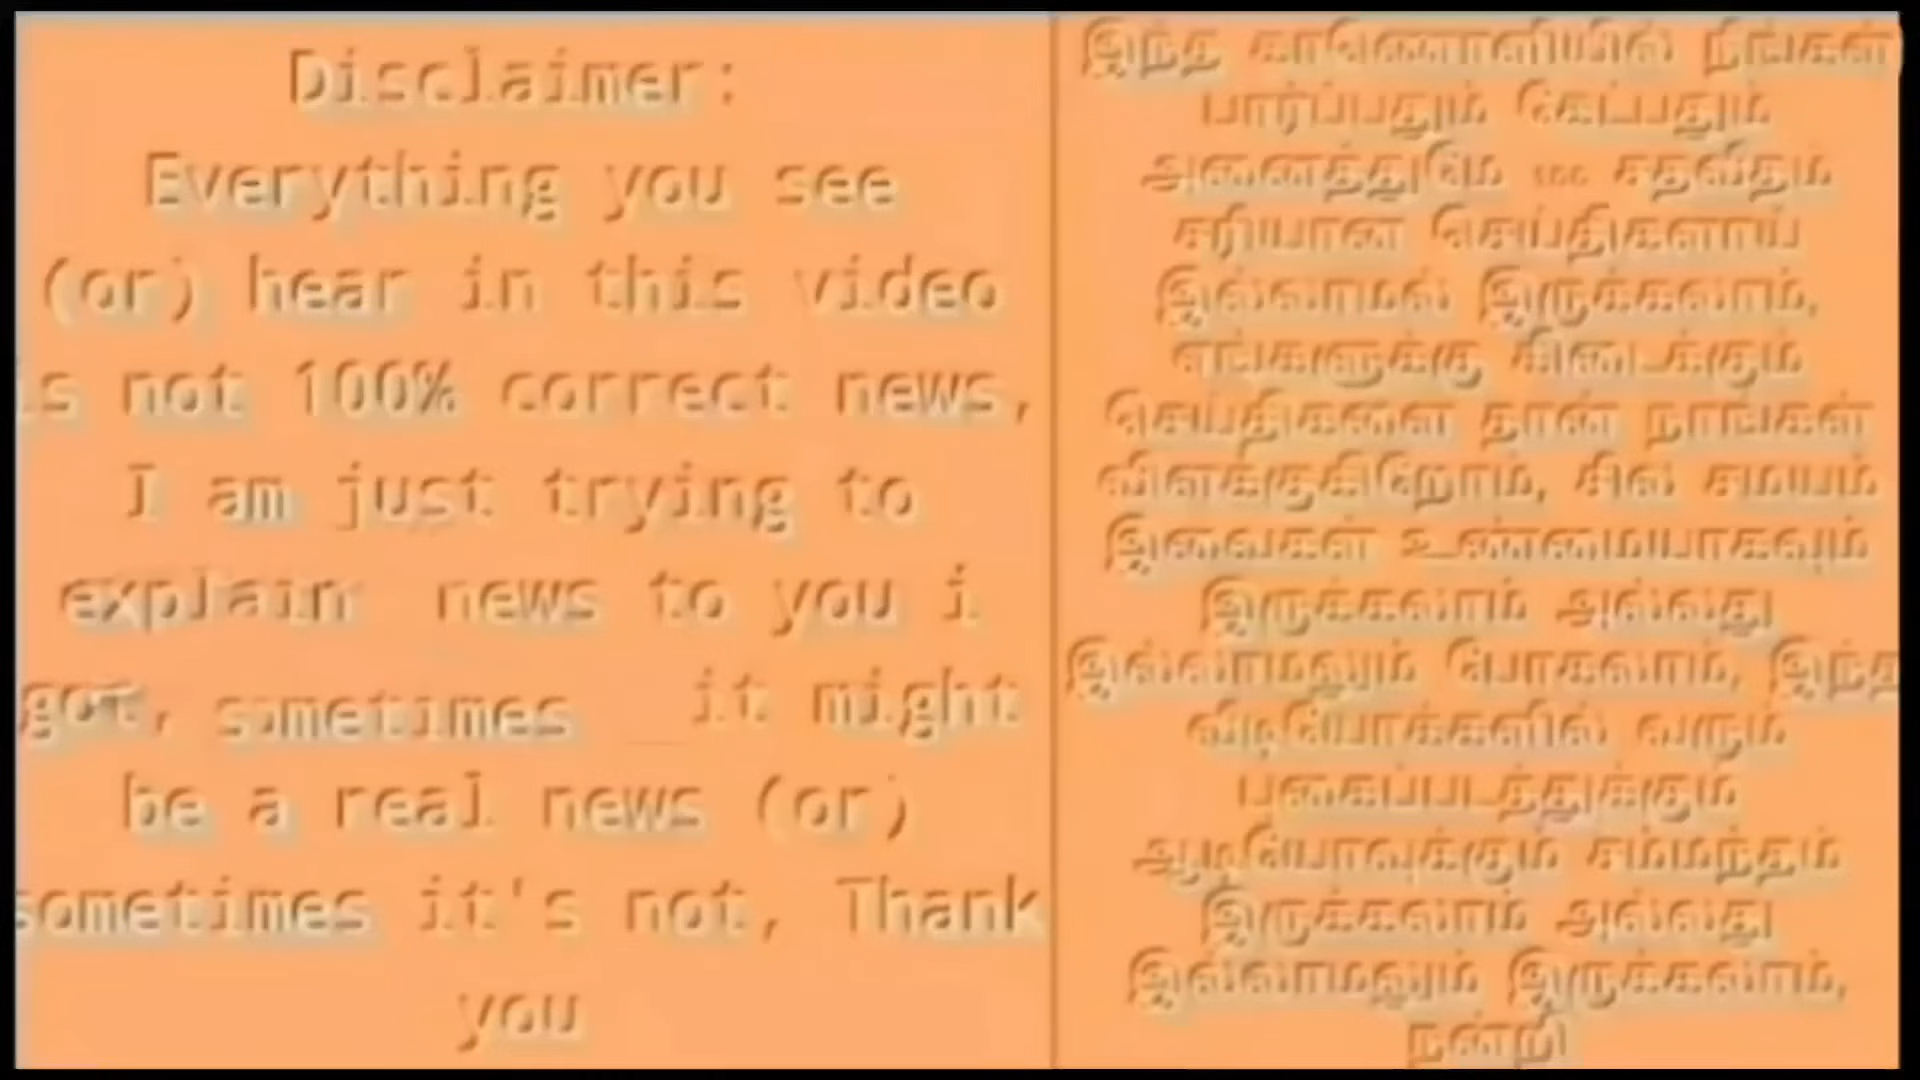 Disclaimer:
Everything you see
(or) hear in this video
is not 100% correct news,
I am just trying to
explain news to you i
got, sometimes _ it might
be a real news (or)
sometimes it's not, Thank
you
இந்த காணொளியில் நீங்கள்
பார்ப்பதும் கேட்பதும்
அனைத்துமே 100 சதவீதம்
சரியான செய்திகளாய்
இல்லாமல் இருக்கலாம்,
எங்களுக்கு கிடைக்கும்
செய்திகளை தான் நாங்கள்
விளக்குகிறோம், சில சமயம்
இவைகள் உண்மையாகவும்
இருக்கலாம் அல்லது
இல்லாமலும் போகலாம், இந்த
வீடியோக்களில் வரும்
புகைப்படத்துக்கும்
ஆடியோவுக்கும் சம்மந்தம்
இருக்கலாம் அல்லது
இல்லாமலும் இருக்கலாம்,
நன்றி